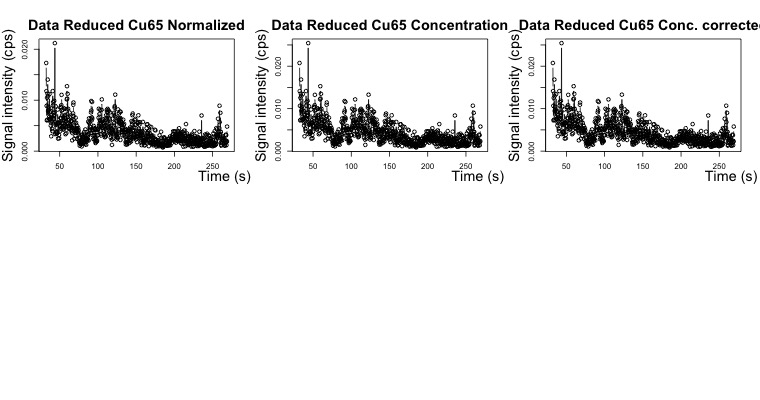 Data Reduced Cu65 Normalized
Signal intensity (cps)
0.000
0.010
0.020
50
100
150
200
250
Time (s)
Data Reduced Cu65 Concentration
Signal intensity (cps)
0.000
0.010
0.020
50
100
150
200
250
Time (s)
Data Reduced Cu65 Conc. corrected
Signal intensity (cps)
0.000
0.010
0.020
50
100
150
200
250
Time (s)